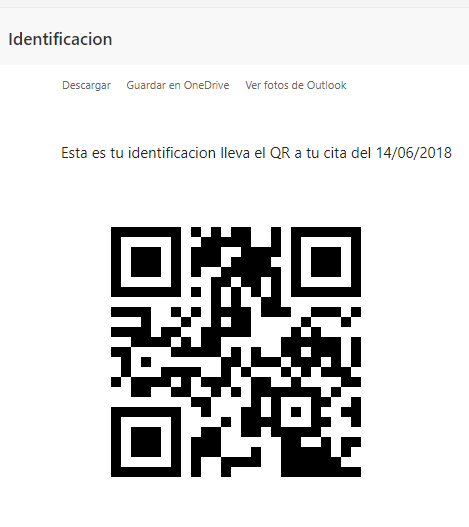 Identificacion
Descargar Guardar en OneDrive Ver fotos de Outlook
Esta es tu identificacion lleva el QR a tu cita del 14/06/2018